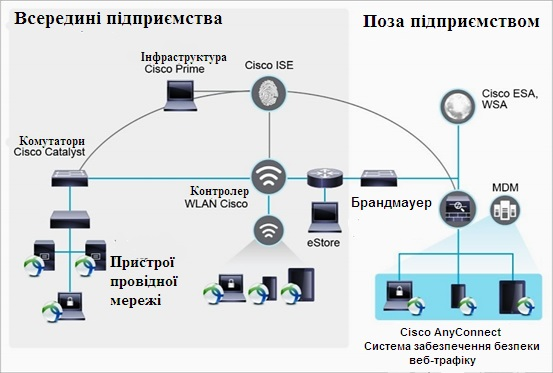 Всередині підприємства
Поза підприємством
Інфраструктура
Cisco Prime
Cisco ISE
Cisco ESA,
WSA
Комутатори
Cisco Catalyst
Контролер
WLAN Cisco
Брандмауер
MDM
eStore
Пристрої
провідної
мережі
Cisco AnyConnect
Система забезпечення безпеки
веб-трафіку